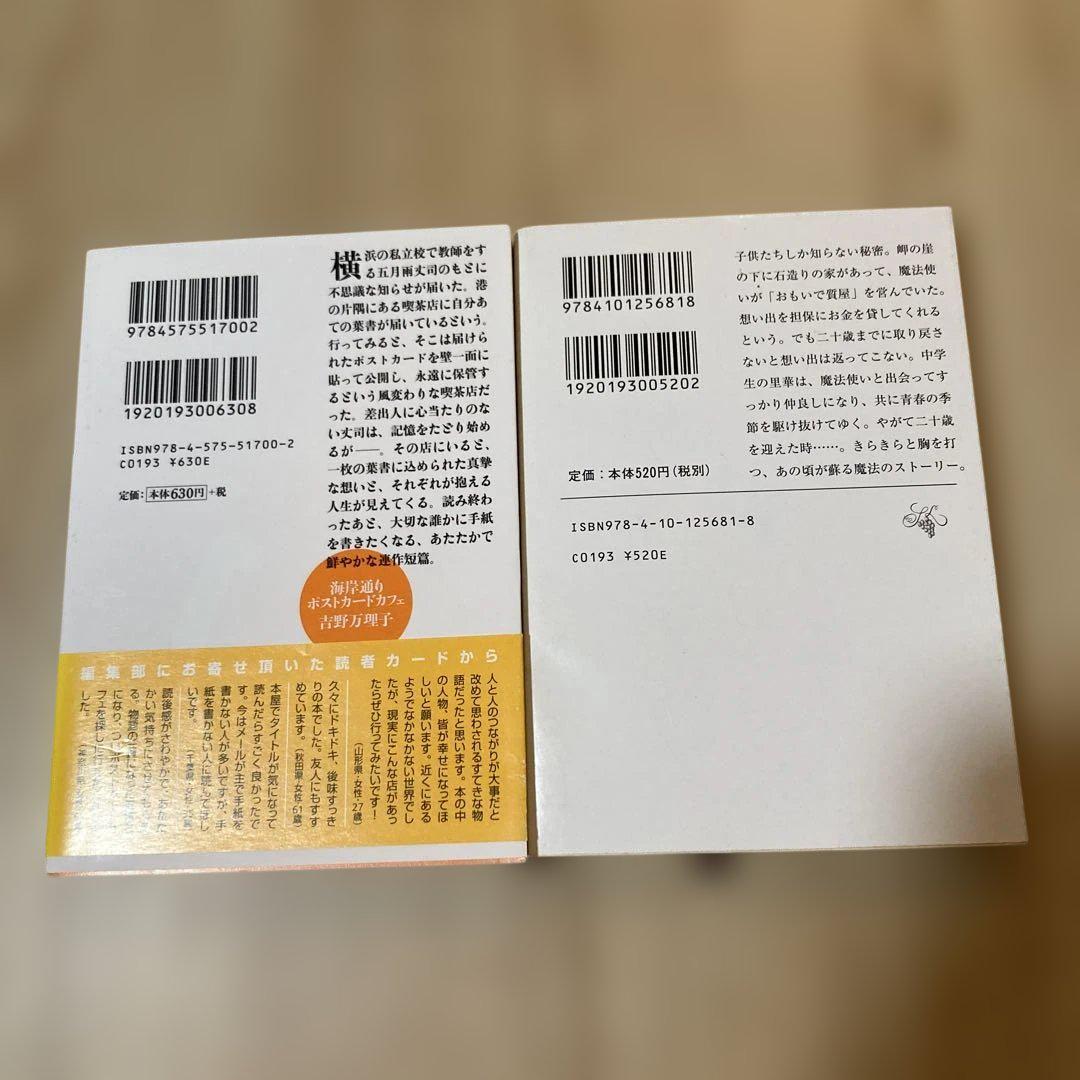 9784575517002
1920193006308
ISBN978-4-575-51700-2
C0193 ¥630E
定価:本体630円+税
横浜の私立校で教師をす
る五月雨丈司のもとに
不思議な知らせが届いた。港
の片隅にある喫茶店に自分あ
ての葉書が届いているという。
行ってみると、そこは届けら
れたポストカードを壁一面に
貼って公開し、永遠に保管す
るという風変わりな喫茶店だ
った。差出人に心当たりのな
い丈司は、記憶をたどり始め
るが——。その店にいると、
一枚の葉書に込められた真摯
な想いと、それぞれが抱える
人生が見えてくる。読み終わ
ったあと、大切な誰かに手紙
を書きたくなる、あたたかで
鮮やかな連作短篇。
海岸通り
ポストカードカフェ
吉野万理子
編集部にお寄せ頂いた読者カードから
人と人のつながりが大事だと
改めて思わされるすてきな物
語だったと思います。本の中
の人物、皆が幸せになってほ
しいと願います。近くにある
ようでなかなかない世界でし
たが、現実にこんな店があっ
たらぜひ行ってみたいです!
(山形県・女性・27歳)
久々にドキドキ、後味すっき
りの本でした。友人にもすす
めています。(秋田県・女性・61歳)
本屋でタイトルが気になって
読んだらすごく良かったで
す。今はメールが主で手紙を
書かない人が多いですが、手
紙を書かない人に読んでほし
いです。
読後感がさわやかで、あたた
かい気持ちに
る。物語の
になり、
フェを探しに行
した。
9784101256818
1920193005202
定価:本体520円(税別)
ISBN978-4-10-125681-8
C0193 ¥520E
子供たちしか知らない秘密。岬の崖
の下に石造りの家があって、魔法使
いが「おもいで質屋」を営んでいた。
想い出を担保にお金を貸してくれる
という。でも二十歳までに取り戻さ
ないと想い出は返ってこない。中学
生の里華は、魔法使いと出会ってす
っかり仲良しになり、共に青春の季
節を駆け抜けてゆく。やがて二十歳
を迎えた時……。きらきらと胸を打
つ、あの頃が蘇る魔法のストーリー。